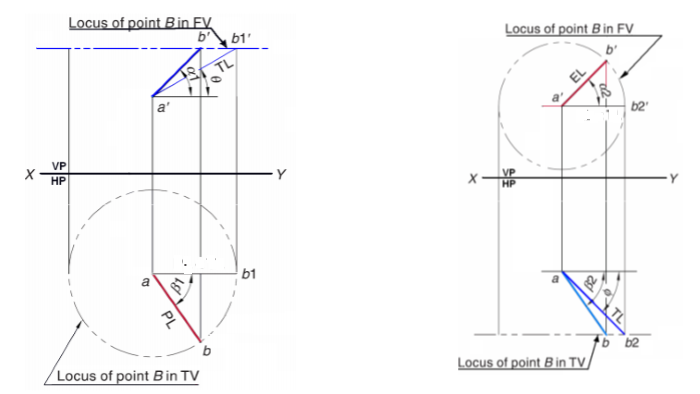 Locus of point B in FV
b' b1'
TL
α1 θ
a'
X VP Y
HP
a b1
β1
PL
b
Locus of point B in TV
Locus of point B in FV
b'
EL
a' b2'
X VP Y
HP
a β2 ø
TL
b b2
Locus of point B in TV